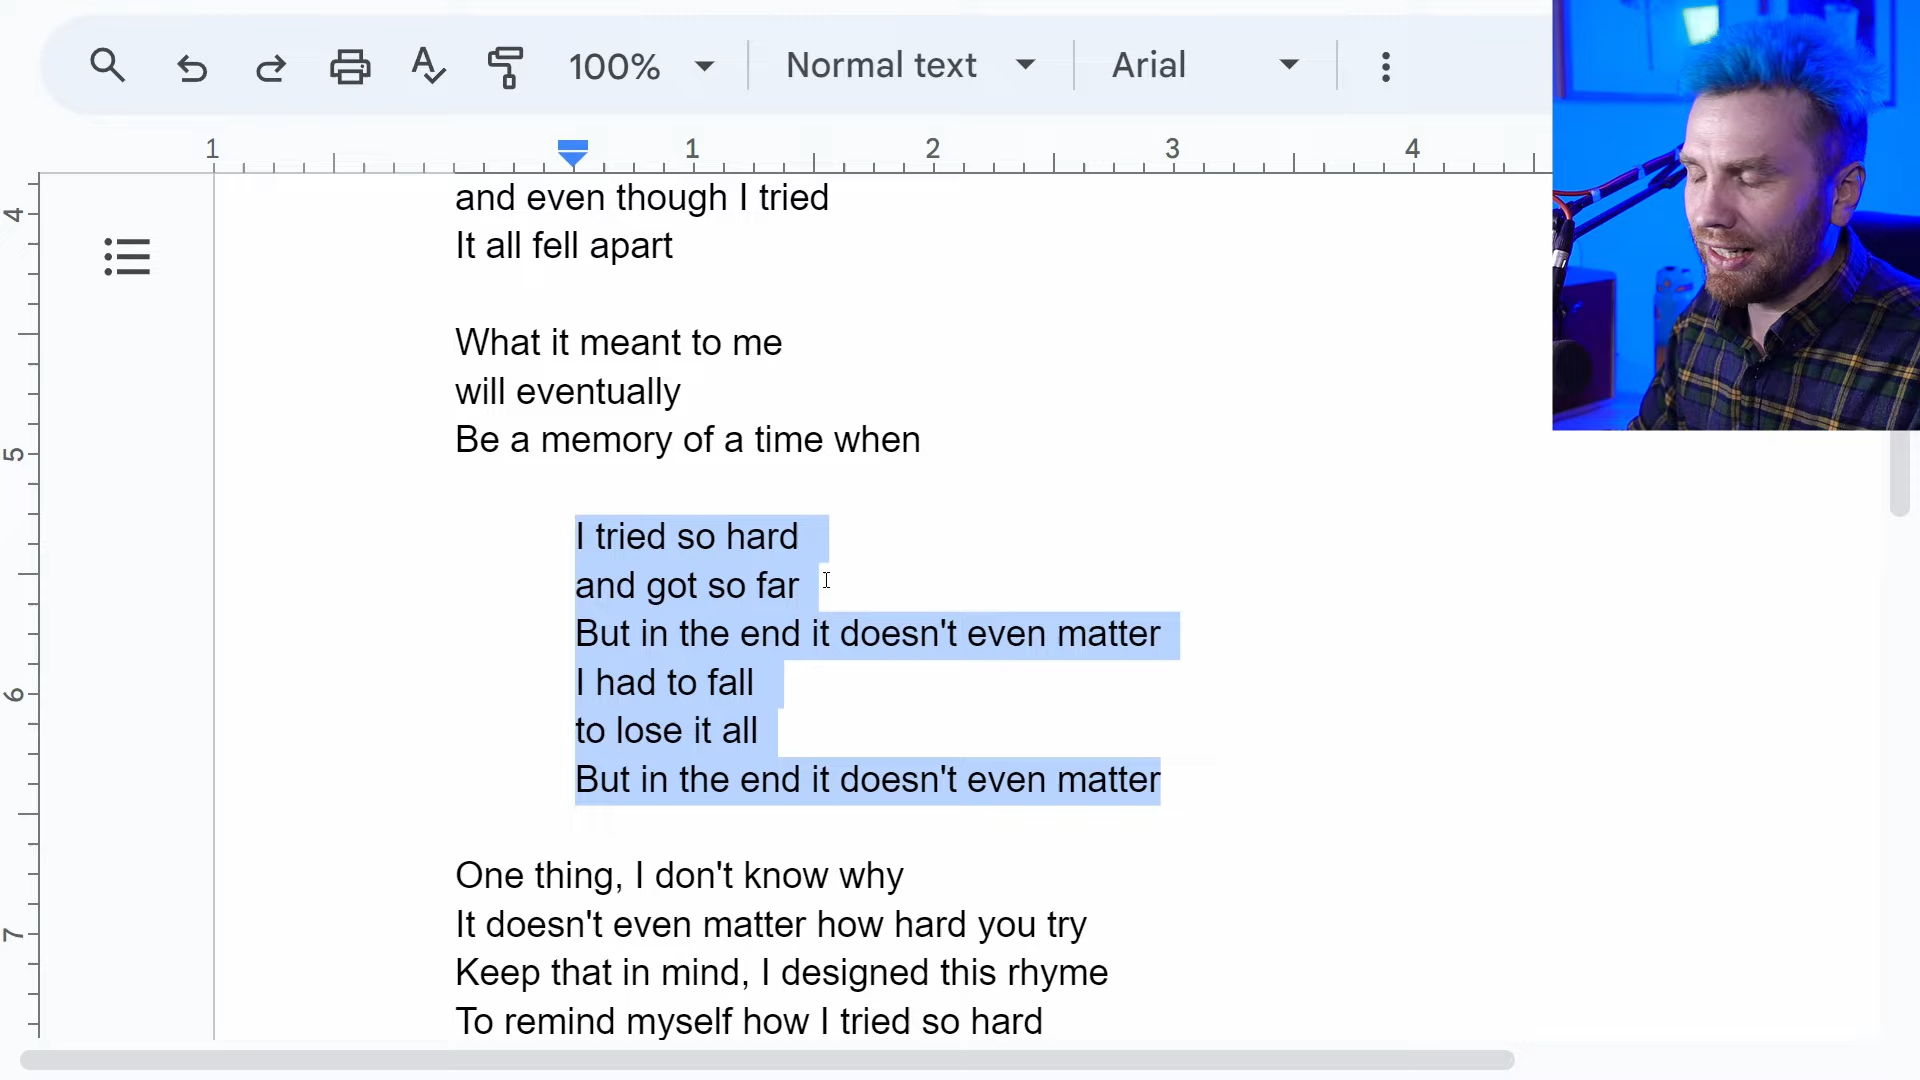 100% Normal text Arial
1 1 2 3 4
and even though I tried
It all fell apart
What it meant to me
will eventually
Be a memory of a time when
I tried so hard
and got so far
But in the end it doesn't even matter
I had to fall
to lose it all
But in the end it doesn't even matter
One thing, I don't know why
It doesn't even matter how hard you try
Keep that in mind, I designed this rhyme
To remind myself how I tried so hard
4
5
6
7